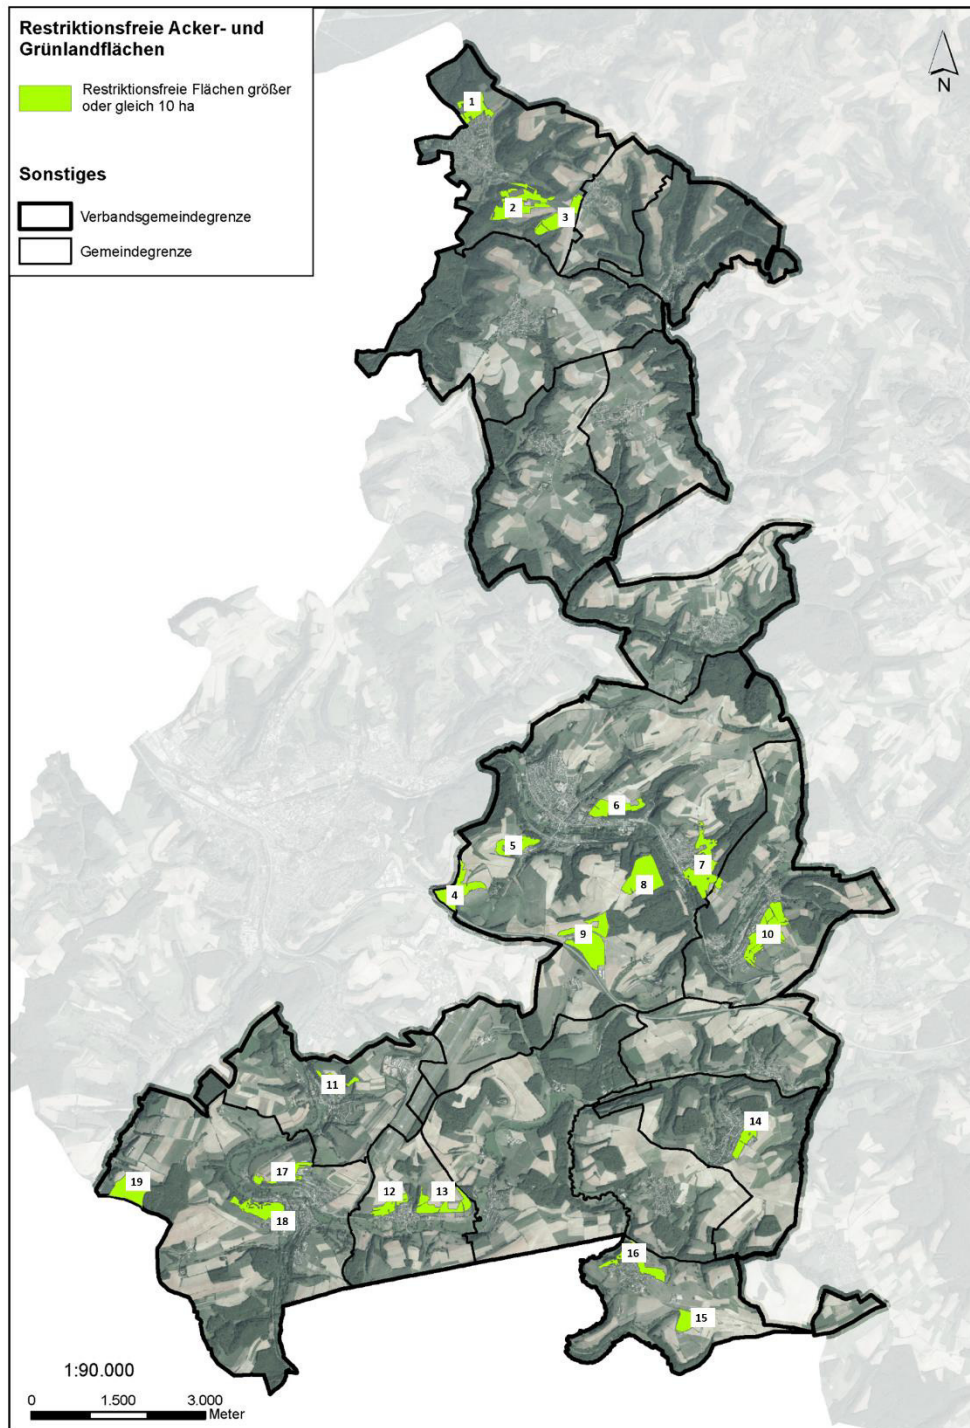 Restriktionsfreie Acker- und
Grünlandflächen
Restriktionsfreie Flächen größer
oder gleich 10 ha
Sonstiges
Verbandsgemeindegrenze
Gemeindegrenze
N
1
2
3
4
5
6
7
8
9
10
11
12
13
14
15
16
17
18
19
1:90.000
0 1.500 3.000
Meter